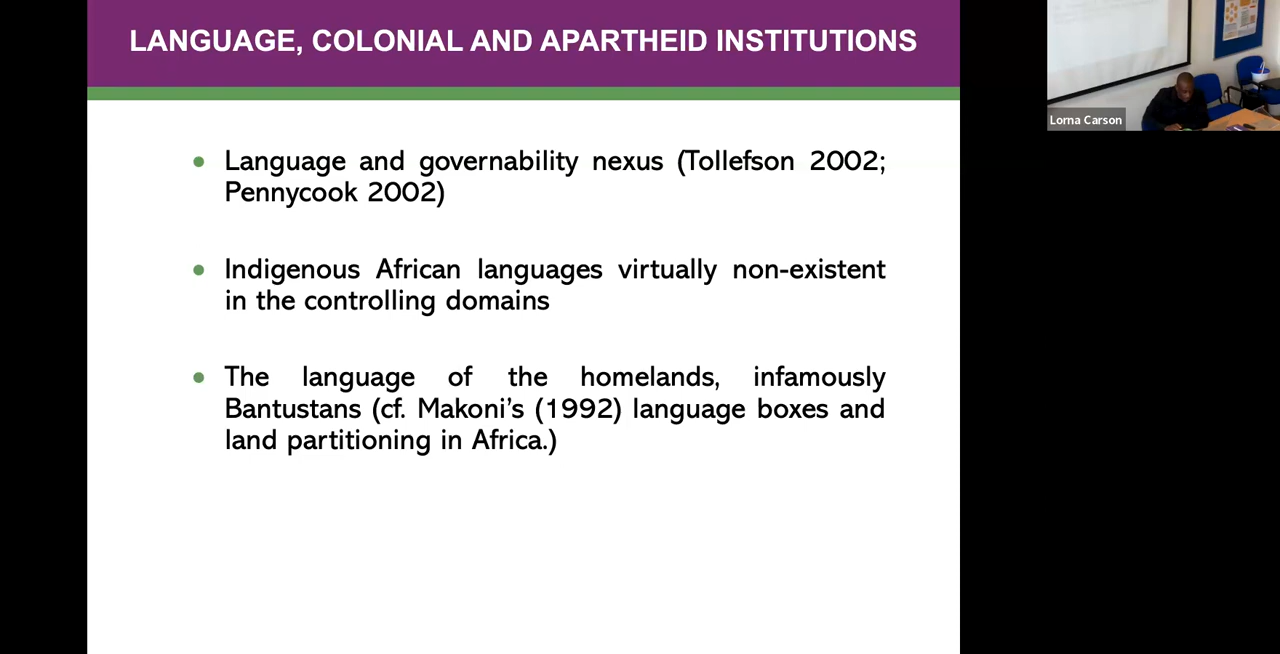 LANGUAGE, COLONIAL AND APARTHEID INSTITUTIONS
Language and governability nexus (Tollefson 2002;
Pennycook 2002)
Indigenous African languages virtually non-existent
in the controlling domains
The language of the homelands, infamously
Bantustans (cf. Makoni’s (1992) language boxes and
land partitioning in Africa.)
Lorna Carson